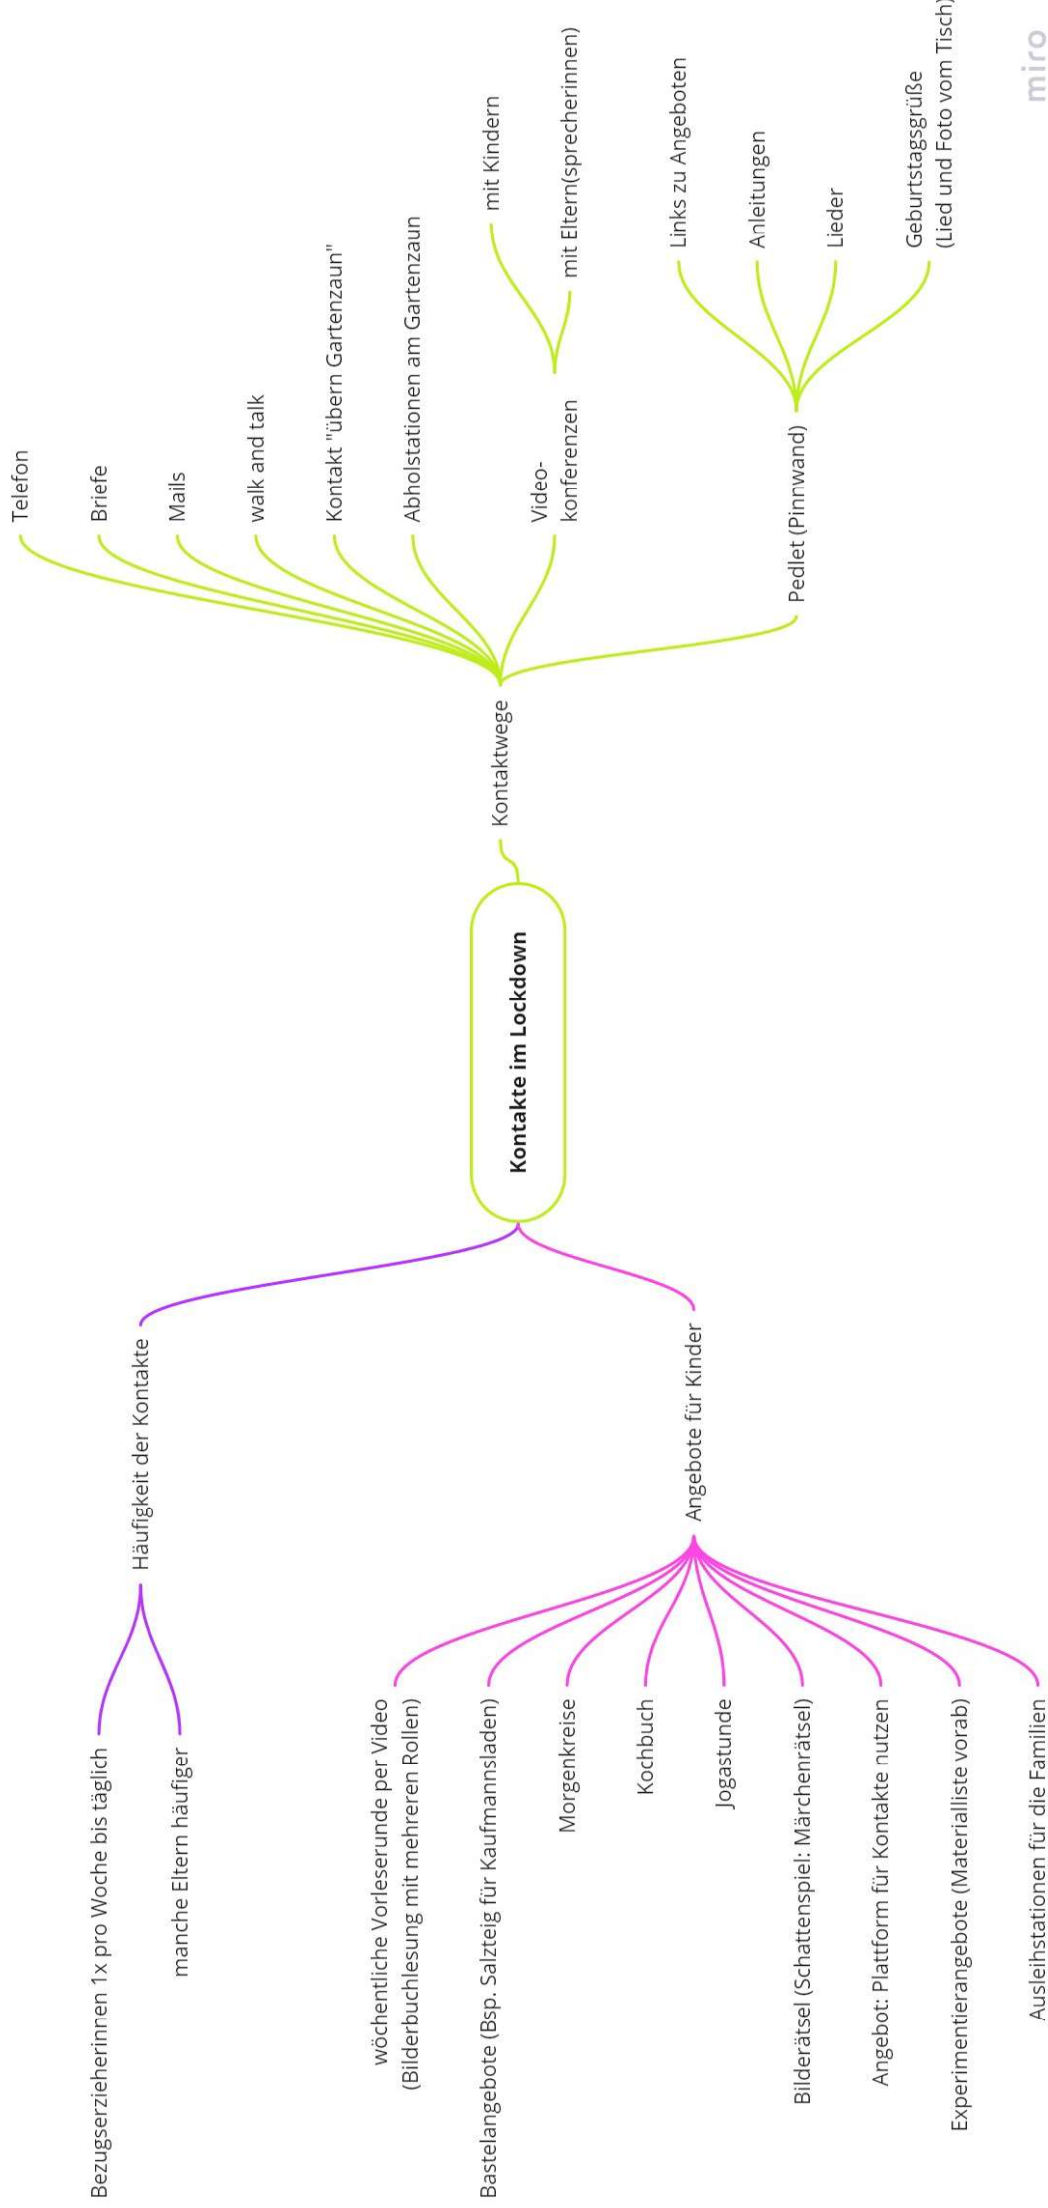 Kontakte im Lockdown
Kontaktwege
Telefon
Briefe
Mails
walk and talk
Kontakt "übern Gartenzaun"
Abholstationen am Gartenzaun
Video-
konferenzen
mit Kindern
mit Eltern(sprecherinnen)
Pedlet (Pinnwand)
Links zu Angeboten
Anleitungen
Lieder
Geburtstagsgrüße
(Lied und Foto vom Tisch)
Häufigkeit der Kontakte
Bezugserzieherinnen 1x pro Woche bis täglich
manche Eltern häufiger
Angebote für Kinder
wöchentliche Vorleserunde per Video
(Bilderbuchlesung mit mehreren Rollen)
Bastelangebote (Bsp. Salzteig für Kaufmannsladen)
Morgenkreise
Kochbuch
Jogastunde
Bilderätsel (Schattenspiel: Märchenrätsel)
Angebot: Plattform für Kontakte nutzen
Experimentierangebote (Materialliste vorab)
Ausleihstationen für die Familien
miro